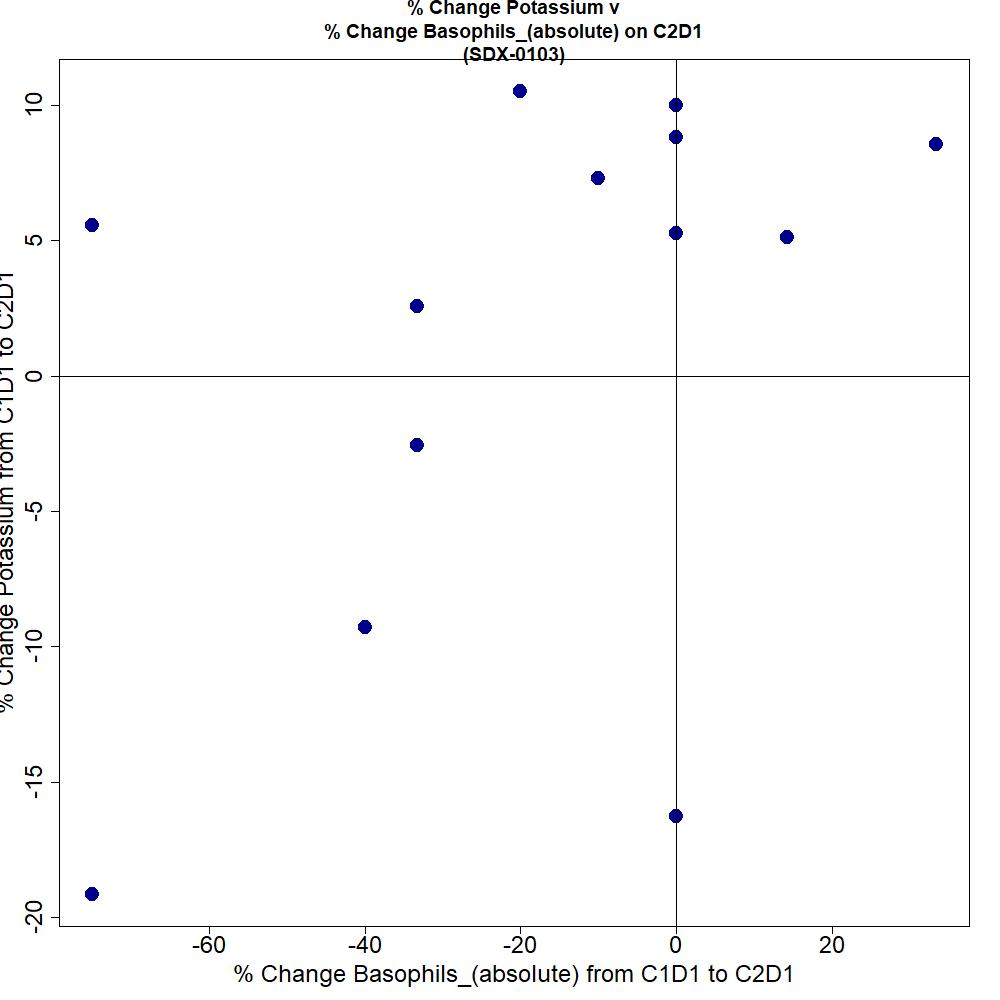 % Change Potassium v
% Change Basophils_(absolute) on C2D1
(SDX-0103)
% Change Potassium from C1D1 to C2D1
10
5
0
-5
-10
-15
-20
-60
-40
-20
0
20
% Change Basophils_(absolute) from C1D1 to C2D1